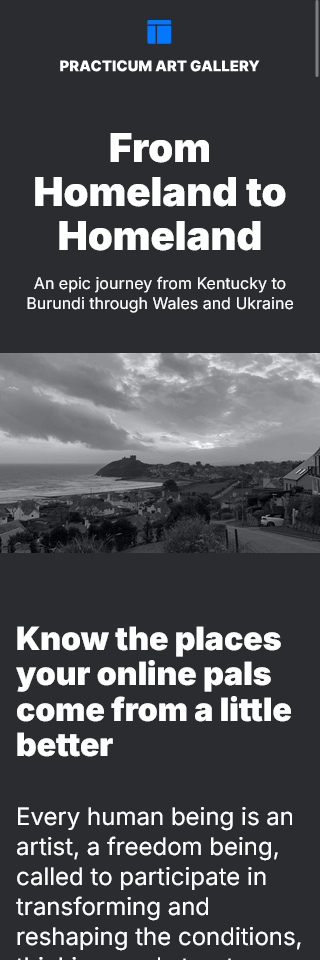 PRACTICUM ART GALLERY
From
Homeland to
Homeland
An epic journey from Kentucky to
Burundi through Wales and Ukraine
Know the places
your online pals
come from a little
better
Every human being is an
artist, a freedom being,
called to participate in
transforming and
reshaping the conditions,